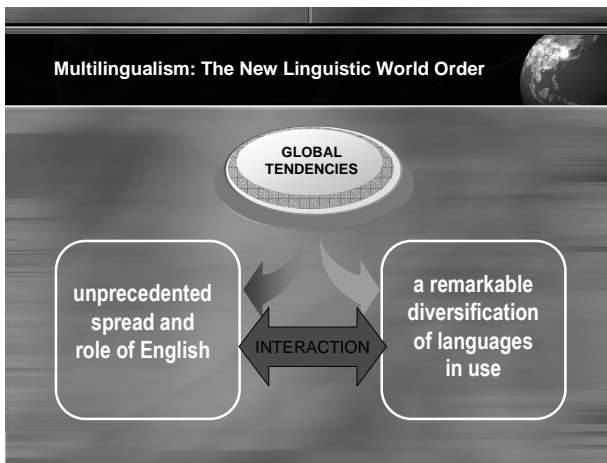 Multilingualism: The New Linguistic World Order
GLOBAL
TENDENCIES
unprecedented
spread and
role of English
INTERACTION
a remarkable
diversification
of languages
in use